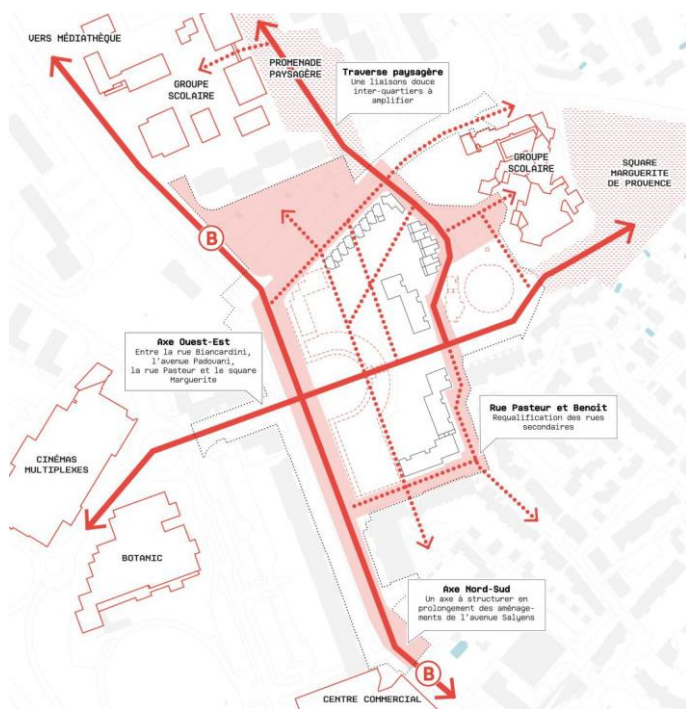 VERS MÉDIATHÈQUE
GROUPE
SCOLAIRE
PROMENADE
PAYSAGÈRE
Traverse paysagère
Une liaisons douce
inter-quartiers à
amplifier
GROUPE
SCOLAIRE
SQUARE
MARGUERITE
DE PROVENCE
B
Axe Ouest-Est
Entre la rue Biancardini,
l'avenue Padovani,
la rue Pasteur et le square
Marguerite
Rue Pasteur et Benoit
Requalification des rues
secondaires
CINÉMAS
MULTIPLEXES
BOTANIC
Axe Nord-Sud
Un axe à structurer en
prolongement des aménage-
ments de l'avenue Salyens
B
CENTRE COMMERCIAL